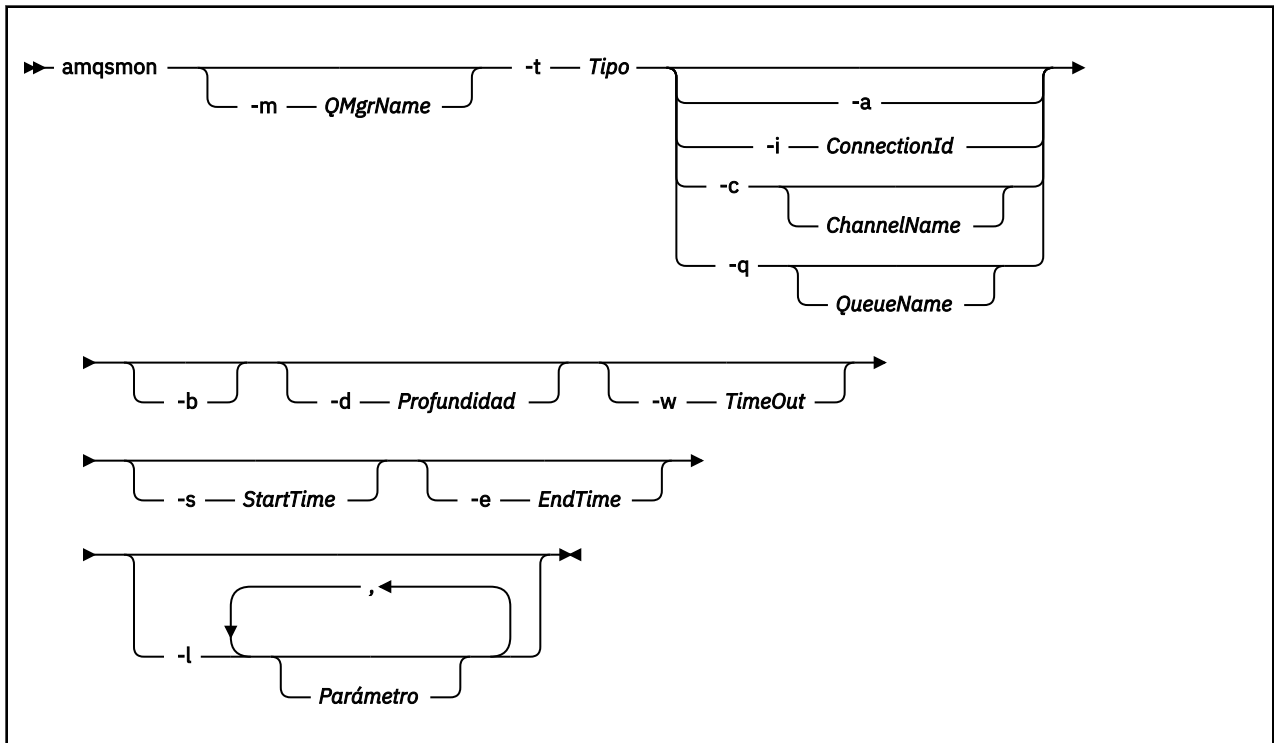 amqsmon -m QMgrName -t Tipo
-a
-i ConnectionId
-c ChannelName
-q QueueName
-b -d Profundidad -w TimeOut
-s StartTime -e EndTime
,
-l Parámetro